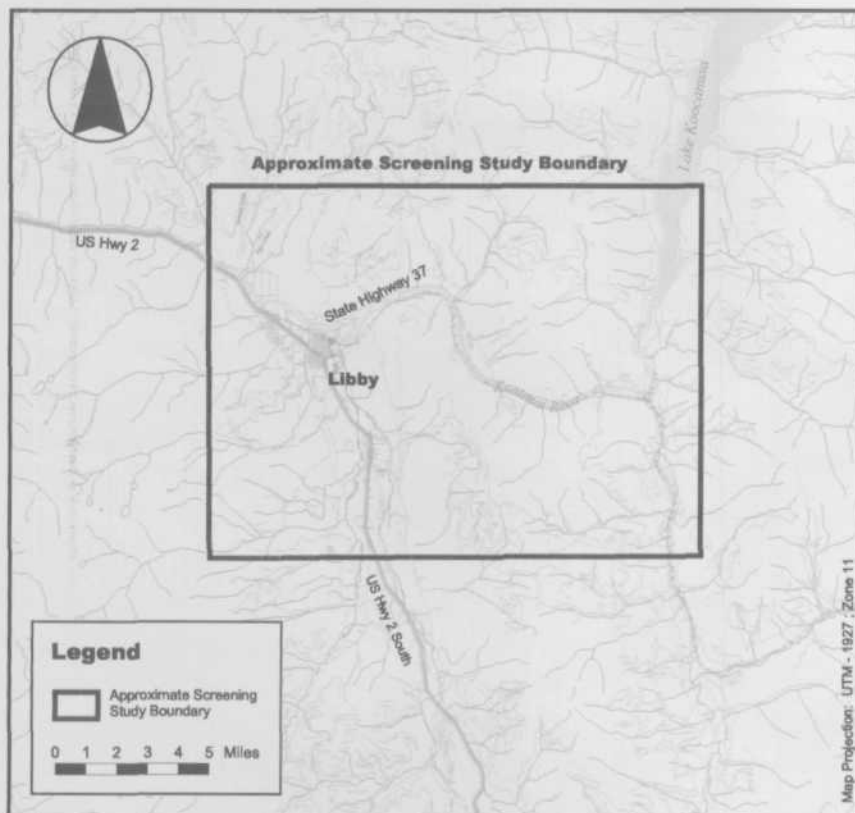 Lake Koocanusa
Approximate Screening Study Boundary
US Hwy 2
State Highway 37
Libby
US Hwy 2 South
Legend
Approximate Screening
Study Boundary
0 1 2 3 4 5 Miles
Map Projection: UTM - 1927 ; Zone 11